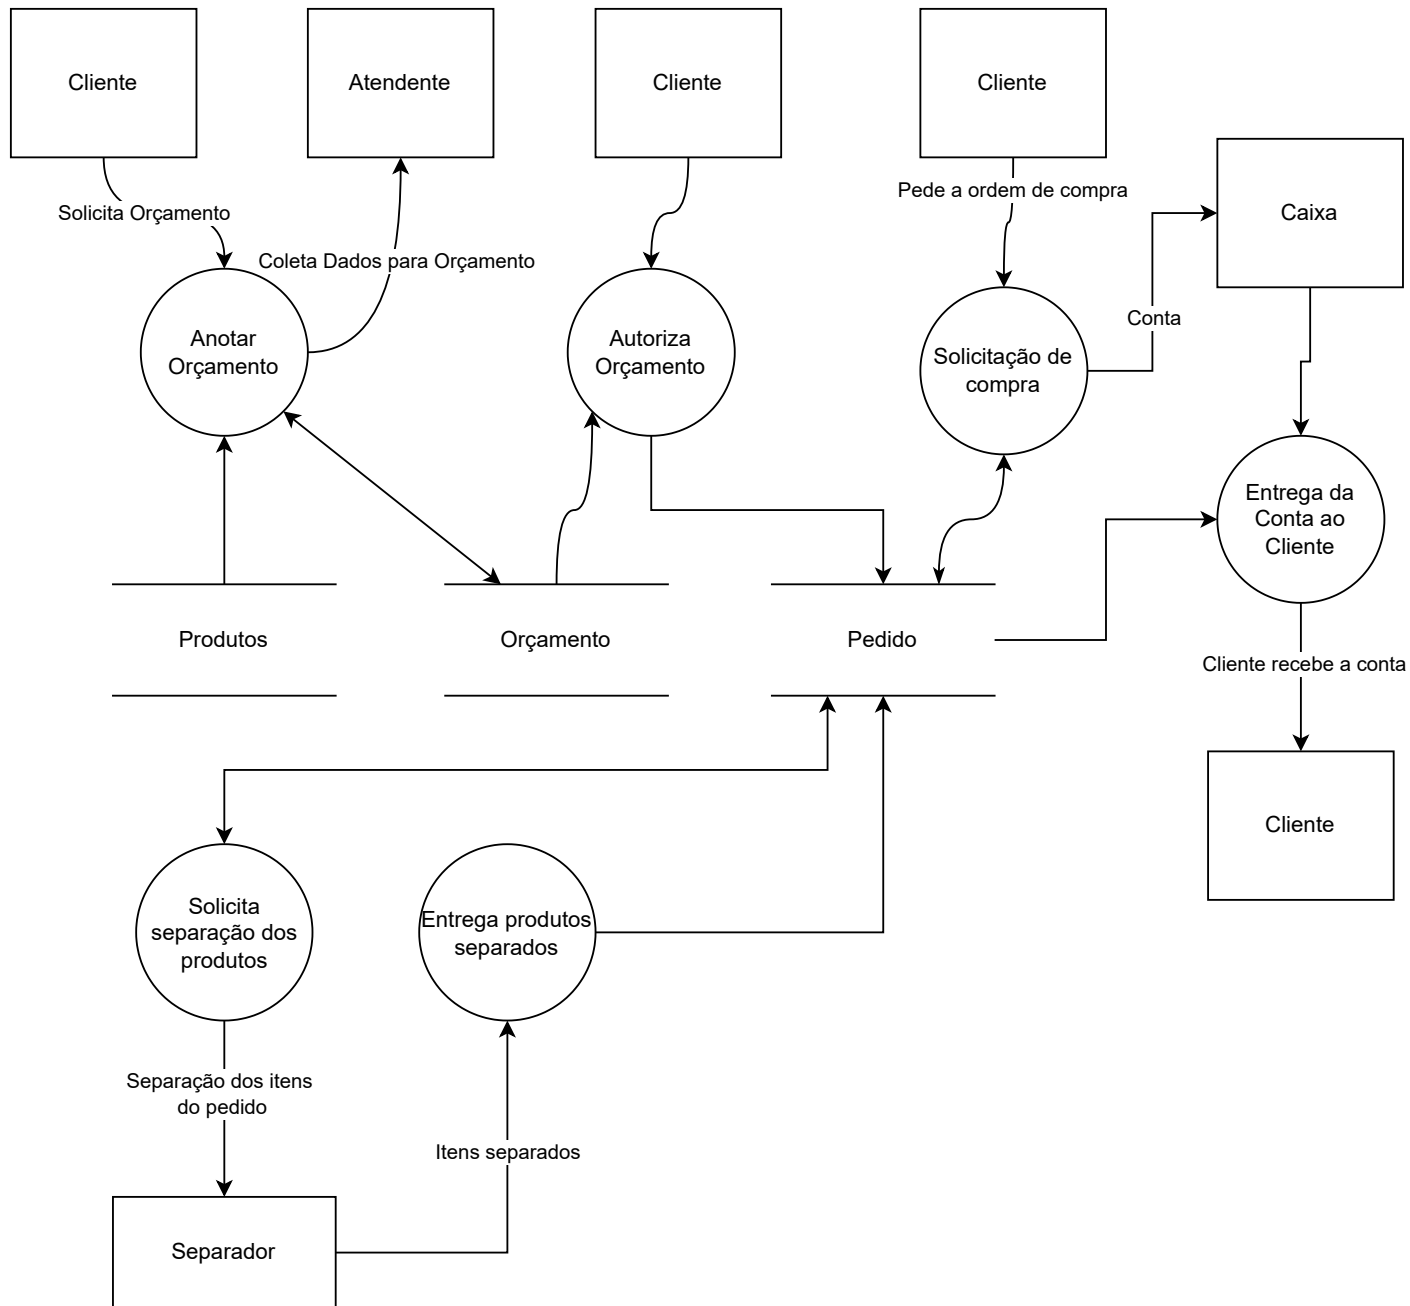 Cliente
Atendente
Cliente
Cliente
Pede a ordem de compra
Solicita Orçamento
Caixa
Coleta Dados para Orçamento
Conta
Anotar
Orçamento
Autoriza
Orçamento
Solicitação de
compra
Entrega da
Conta ao
Cliente
Produtos
Orçamento
Pedido
Cliente recebe a conta
Cliente
Solicita
separação dos
produtos
Entrega produtos
separados
Separação dos itens
do pedido
Itens separados
Separador